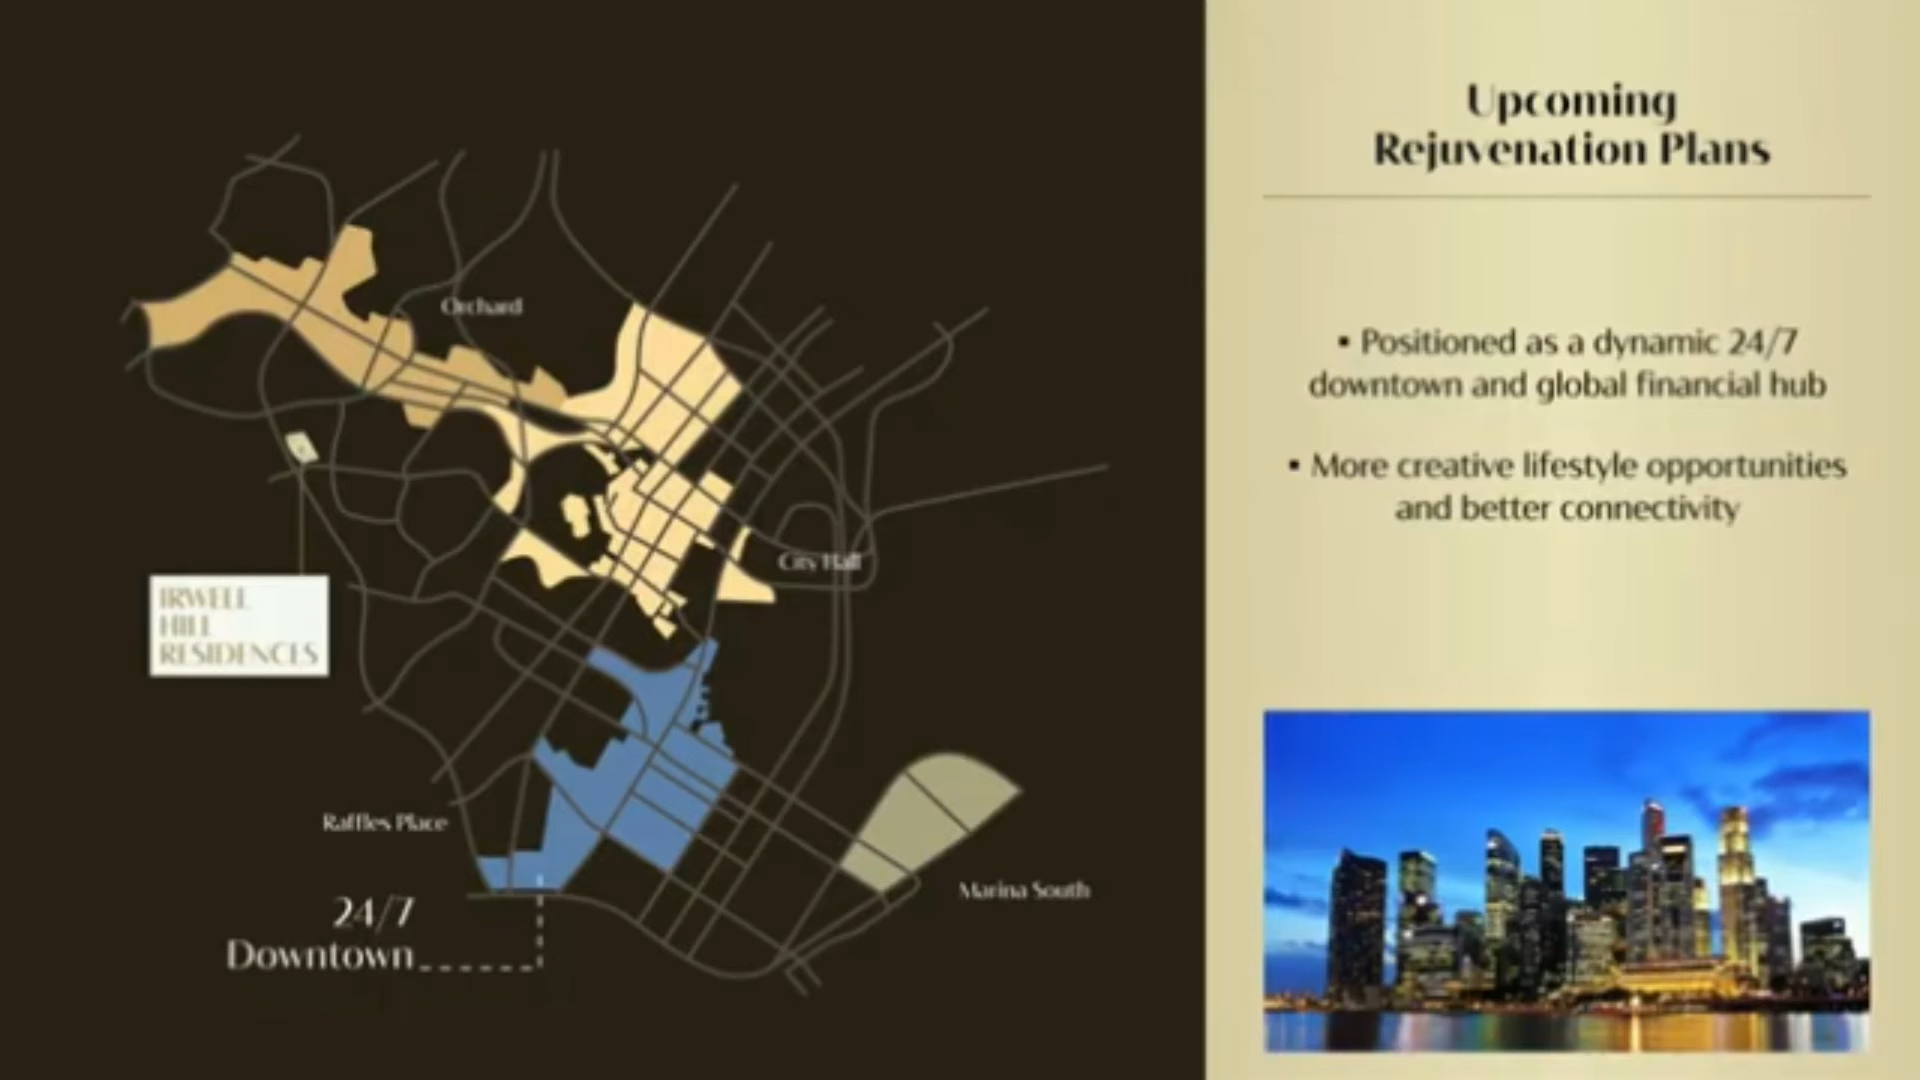 Upcoming
Rejuvenation Plans
▪ Positioned as a dynamic 24/7
downtown and global financial hub
▪ More creative lifestyle opportunities
and better connectivity
Orchard
City Hall
IRWELL
HILL
RESIDENCES
Raffles Place
Marina South
24/7
Downtown